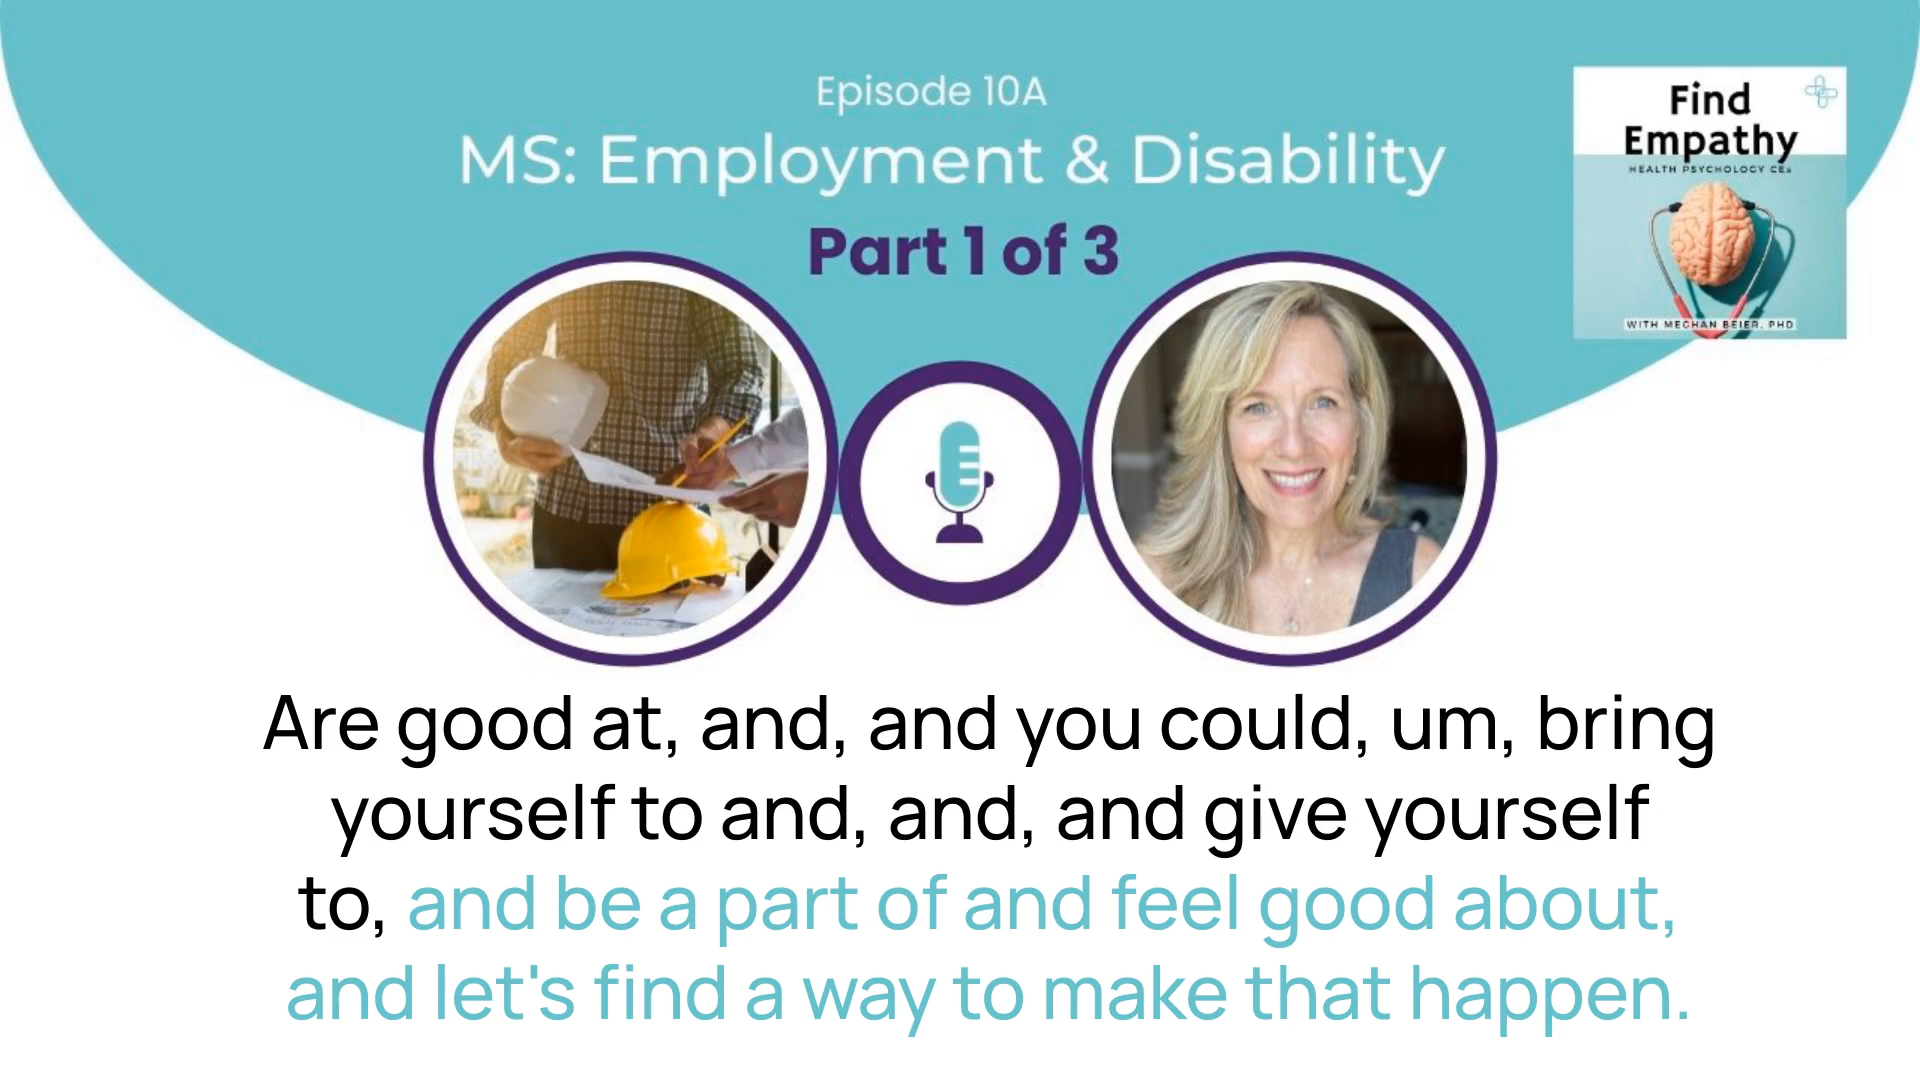 Episode 10A
MS: Employment & Disability
Part 1 of 3
Find
Empathy
HEALTH PSYCHOLOGY CEs
WITH MEGHAN BEIER, PHD
Are good at, and, and you could, um, bring
yourself to and, and, and give yourself
to, and be a part of and feel good about,
and let's find a way to make that happen.